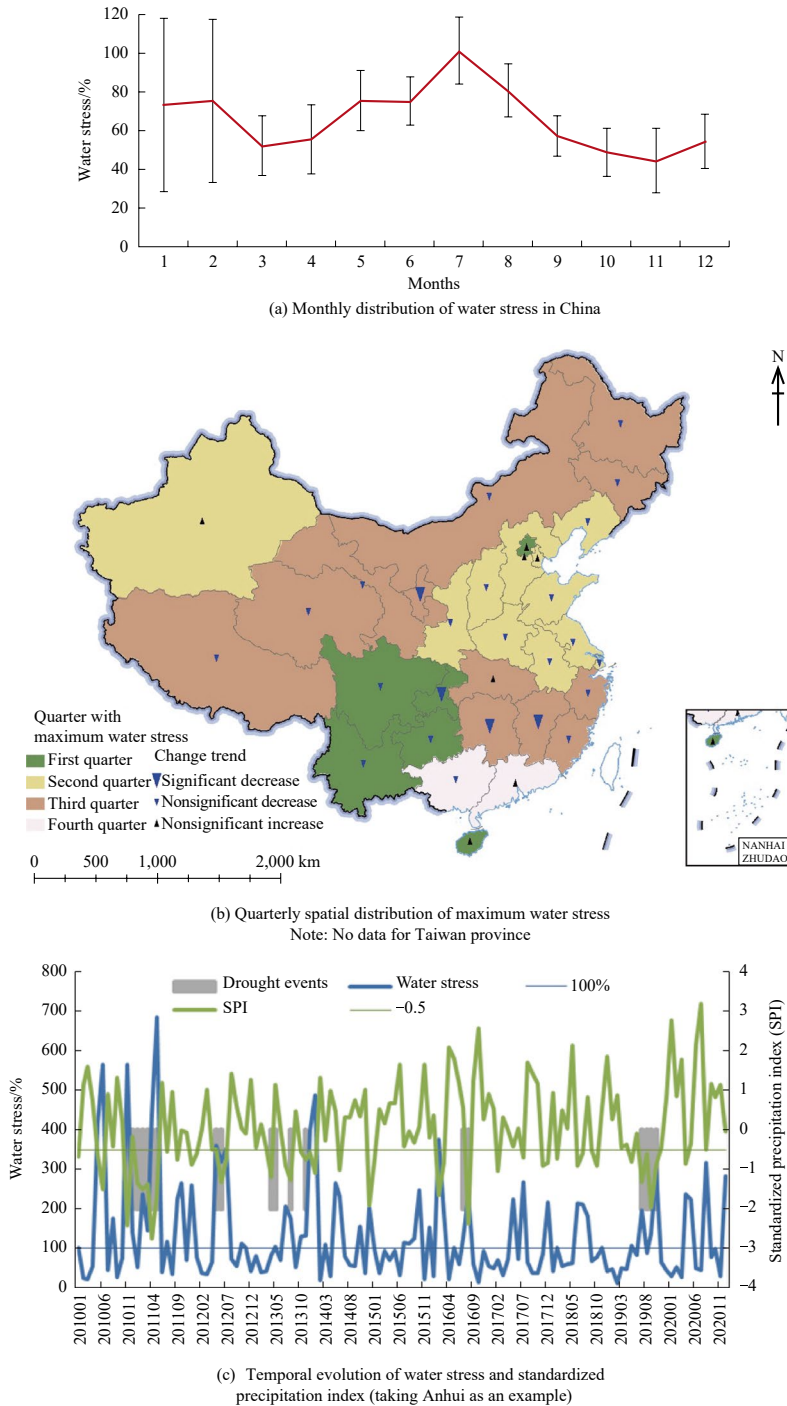 120
100
80
60
40
20
0
Water stress/%
1 2 3 4 5 6 7 8 9 10 11 12
Months
(a) Monthly distribution of water stress in China
N
Quarter with
maximum water stress
First quarter
Second quarter
Third quarter
Fourth quarter
Change trend
Significant decrease
Nonsignificant decrease
Nonsignificant increase
0 500 1,000 2,000 km
NANHAI
ZHUDAO
(b) Quarterly spatial distribution of maximum water stress
Note: No data for Taiwan province
Drought events Water stress 100%
SPI −0.5
800
700
600
500
400
300
200
100
0
Water stress/%
4
3
2
1
0
−1
−2
−3
−4
Standardized precipitation index (SPI)
201001 201006 201011 201104 201109 201202 201207 201212 201305 201310 201403 201408 201501 201506 201511 201604 201609 201702 201707 201712 201805 201810 201903 201908 202001 202006 202011
(c) Temporal evolution of water stress and standardized
precipitation index (taking Anhui as an example)